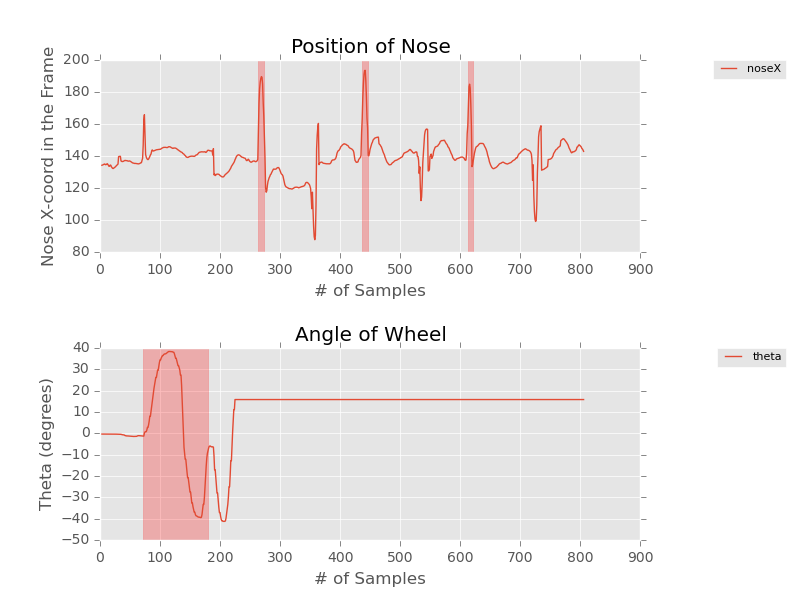 Position of Nose
Nose X-coord in the Frame
200
180
160
140
120
100
80
0 100 200 300 400 500 600 700 800 900
# of Samples
noseX
Angle of Wheel
Theta (degrees)
40
30
20
10
0
−10
−20
−30
−40
−50
0 100 200 300 400 500 600 700 800 900
# of Samples
theta